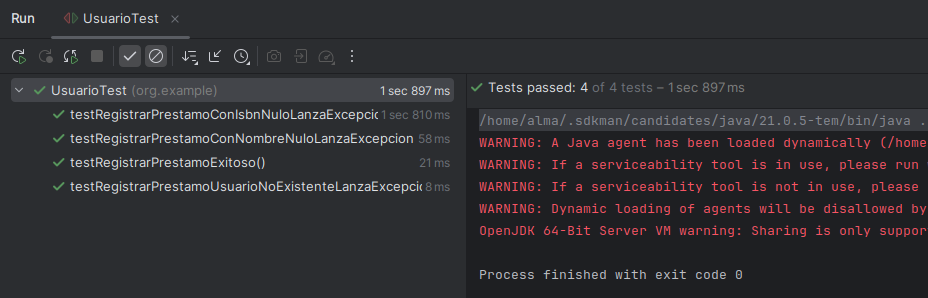 Run UsuarioTest
UsuarioTest (org.example) 1 sec 897 ms
testRegistrarPrestamoConIsbnNuloLanzaExcepcic 1 sec 810 ms
testRegistrarPrestamoConNombreNuloLanzaExcepcion 58 ms
testRegistrarPrestamoExitoso() 21 ms
testRegistrarPrestamoUsuarioNoExistenteLanzaExcepcic 8 ms
Tests passed: 4 of 4 tests – 1 sec 897 ms
/home/alma/.sdkman/candidates/java/21.0.5-tem/bin/java .
WARNING: A Java agent has been loaded dynamically (/home
WARNING: If a serviceability tool is in use, please run
WARNING: If a serviceability tool is not in use, please
WARNING: Dynamic loading of agents will be disallowed by
OpenJDK 64-Bit Server VM warning: Sharing is only suppor
Process finished with exit code 0